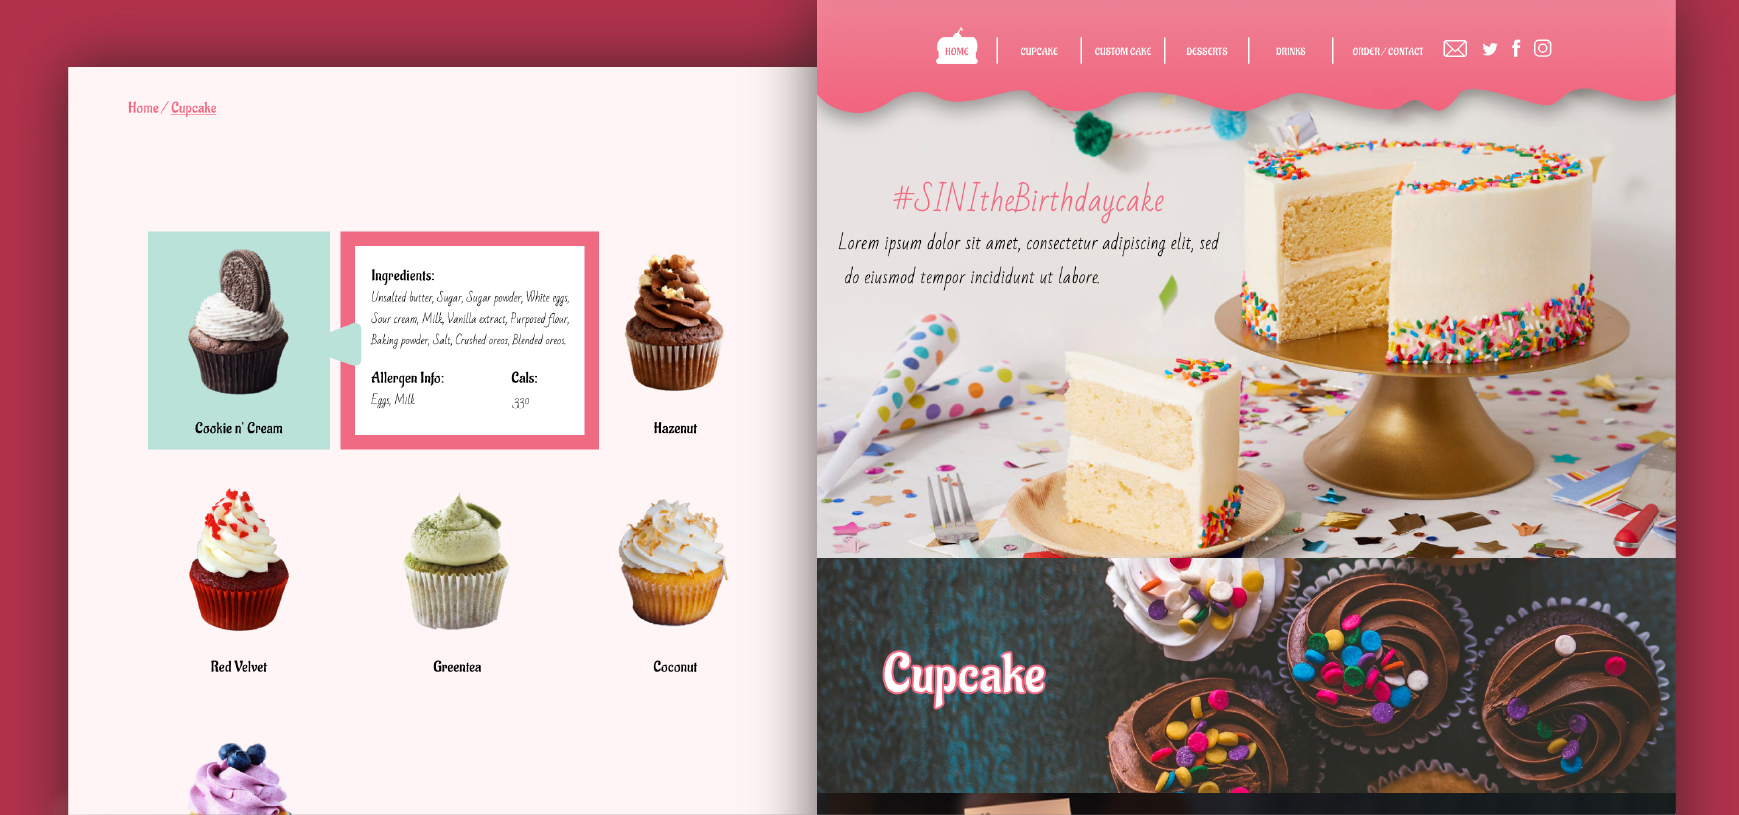 Home / Cupcake
Ingredients:
Unsalted butter, Sugar, Sugar powder, White eggs,
Sour cream, Milk, Vanilla extract, Purposed flour,
Baking powder, Salt, Crushed oreos, Blended oreos.
Allergen Info: Cals:
Eggs, Milk 330
Cookie n' Cream
Hazenut
Red Velvet
Greentea
Coconut
HOME
CUPCAKE
CUSTOM CAKE
DESSERTS
DRINKS
ORDER / CONTACT
#SINItheBirthdaycake
Lorem ipsum dolor sit amet, consectetur adipiscing elit, sed
do eiusmod tempor incididunt ut labore.
Cupcake